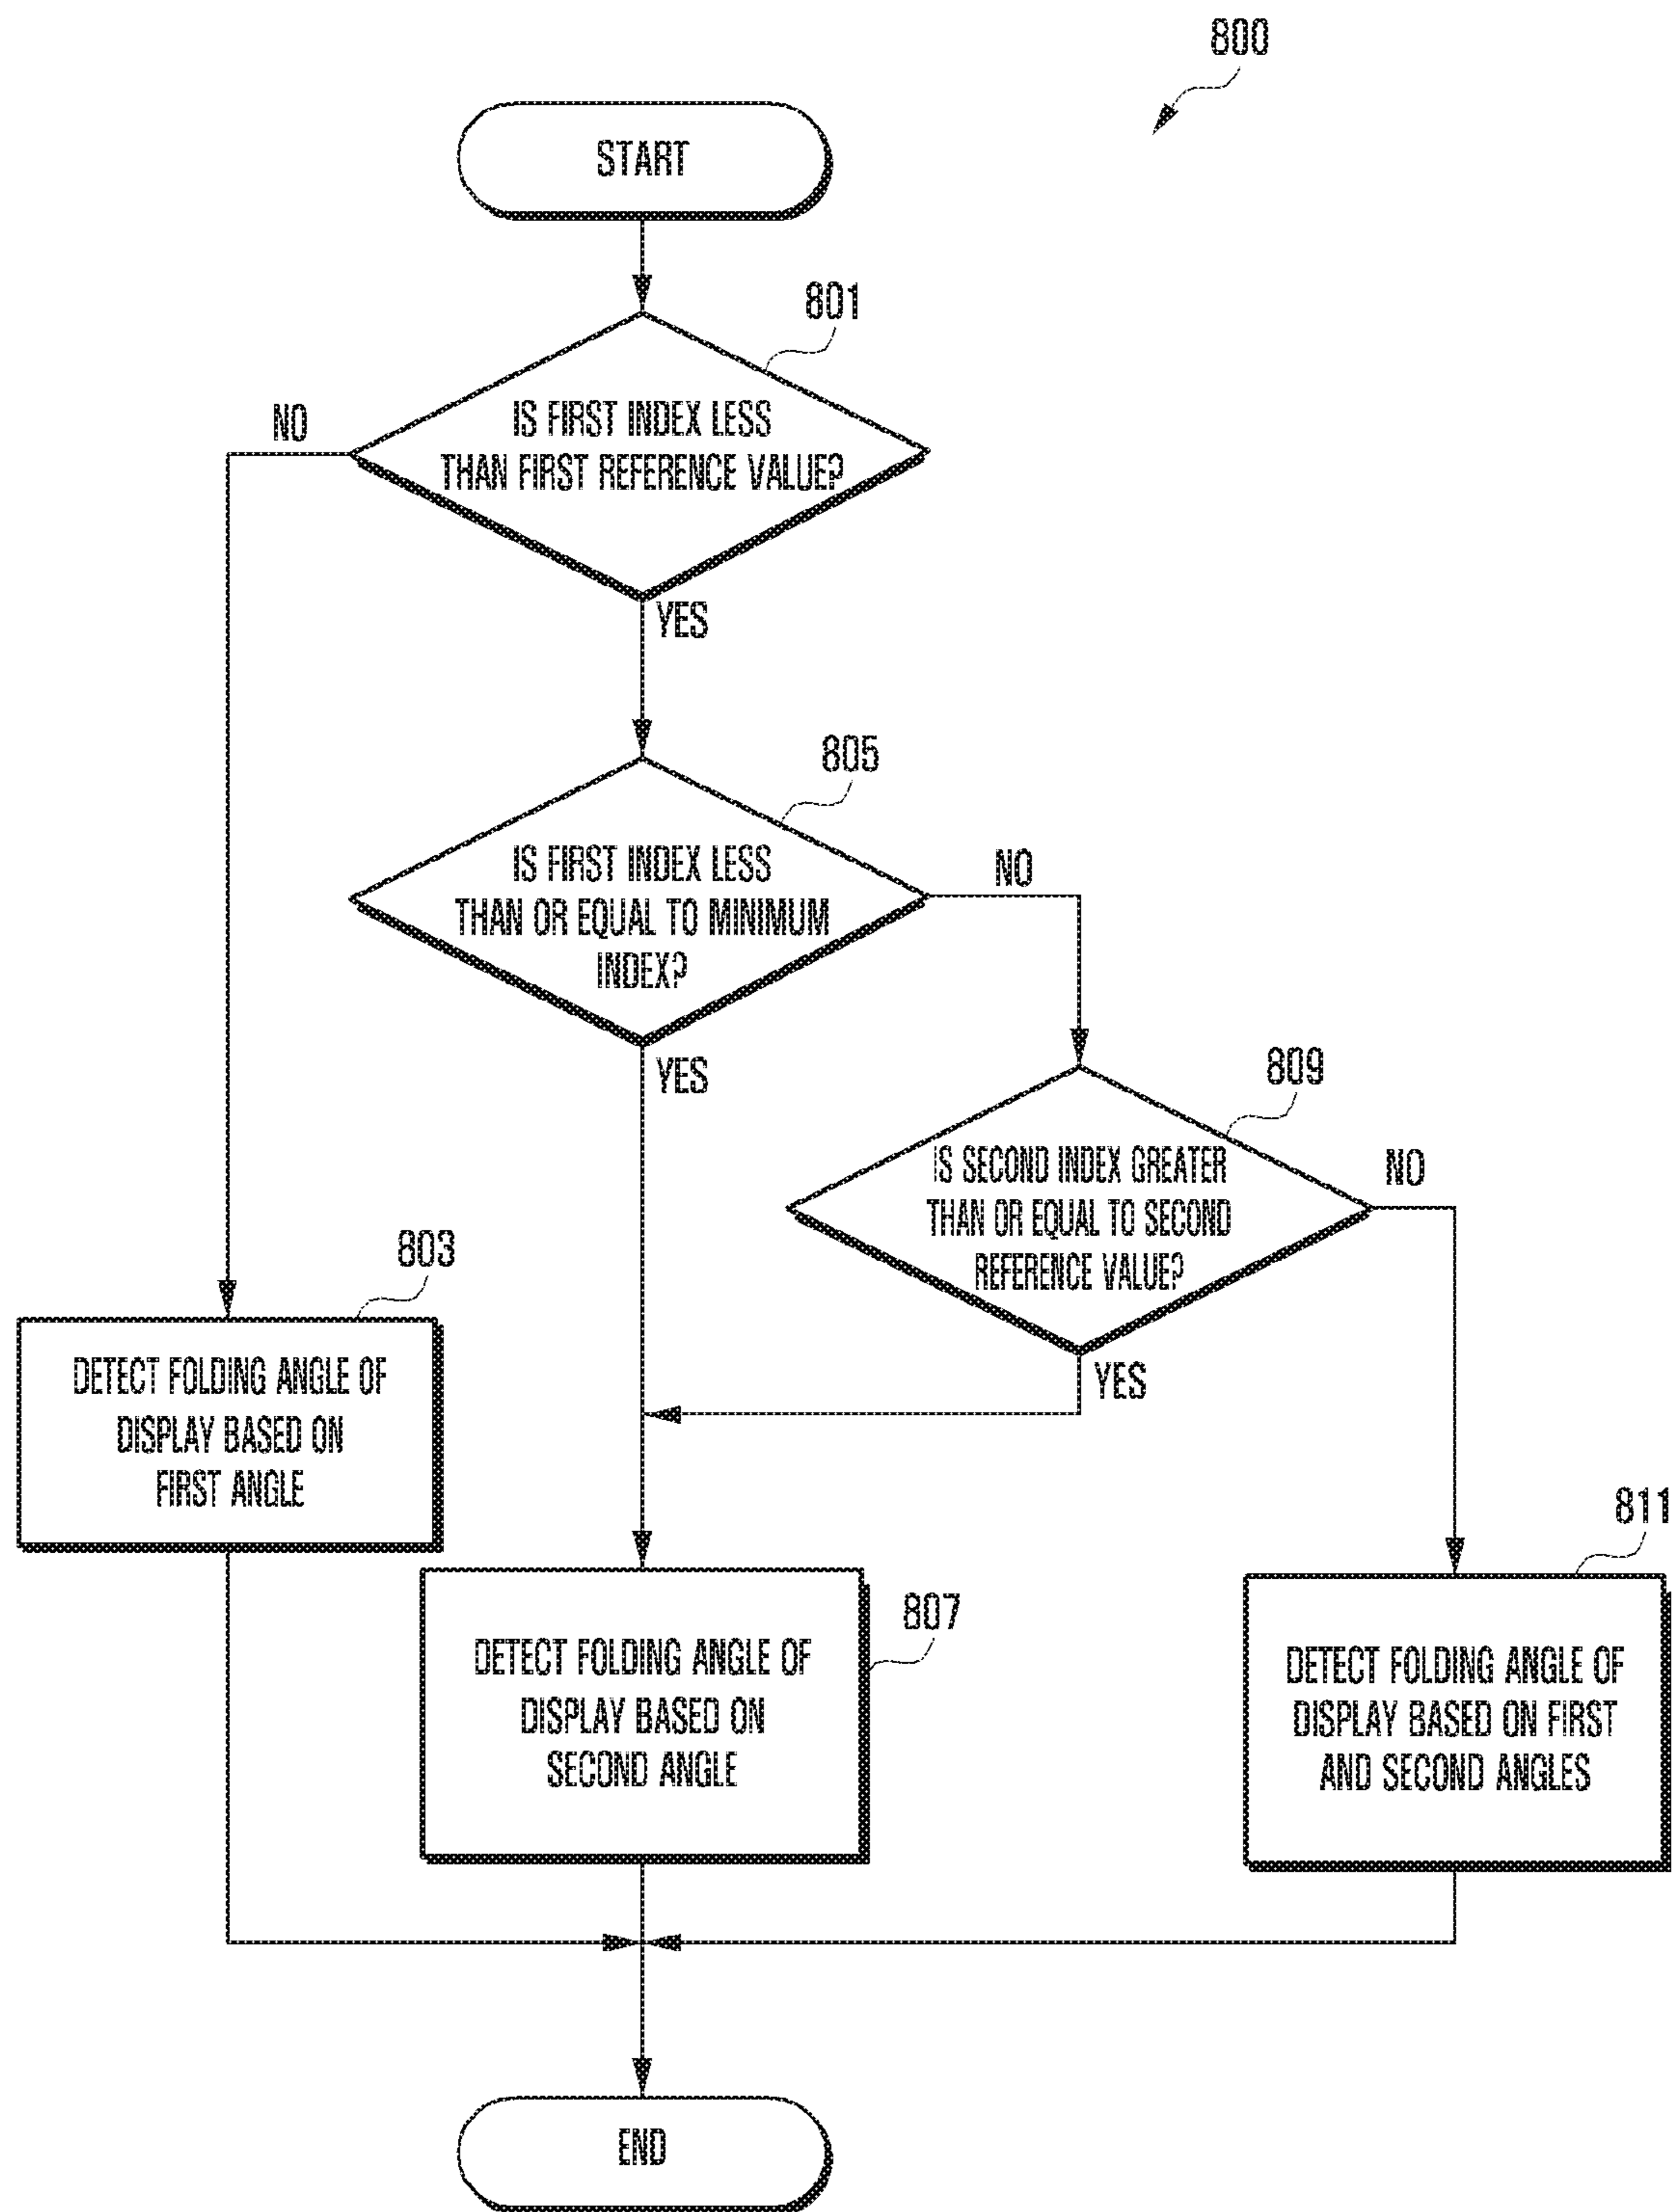 800
START
801
IS FIRST INDEX LESS
THAN FIRST REFERENCE VALUE?
NO
YES
805
IS FIRST INDEX LESS
THAN OR EQUAL TO MINIMUM
INDEX?
NO
YES
809
IS SECOND INDEX GREATER
THAN OR EQUAL TO SECOND
REFERENCE VALUE?
NO
YES
803
DETECT FOLDING ANGLE OF
DISPLAY BASED ON
FIRST ANGLE
807
DETECT FOLDING ANGLE OF
DISPLAY BASED ON
SECOND ANGLE
811
DETECT FOLDING ANGLE OF
DISPLAY BASED ON FIRST
AND SECOND ANGLES
END